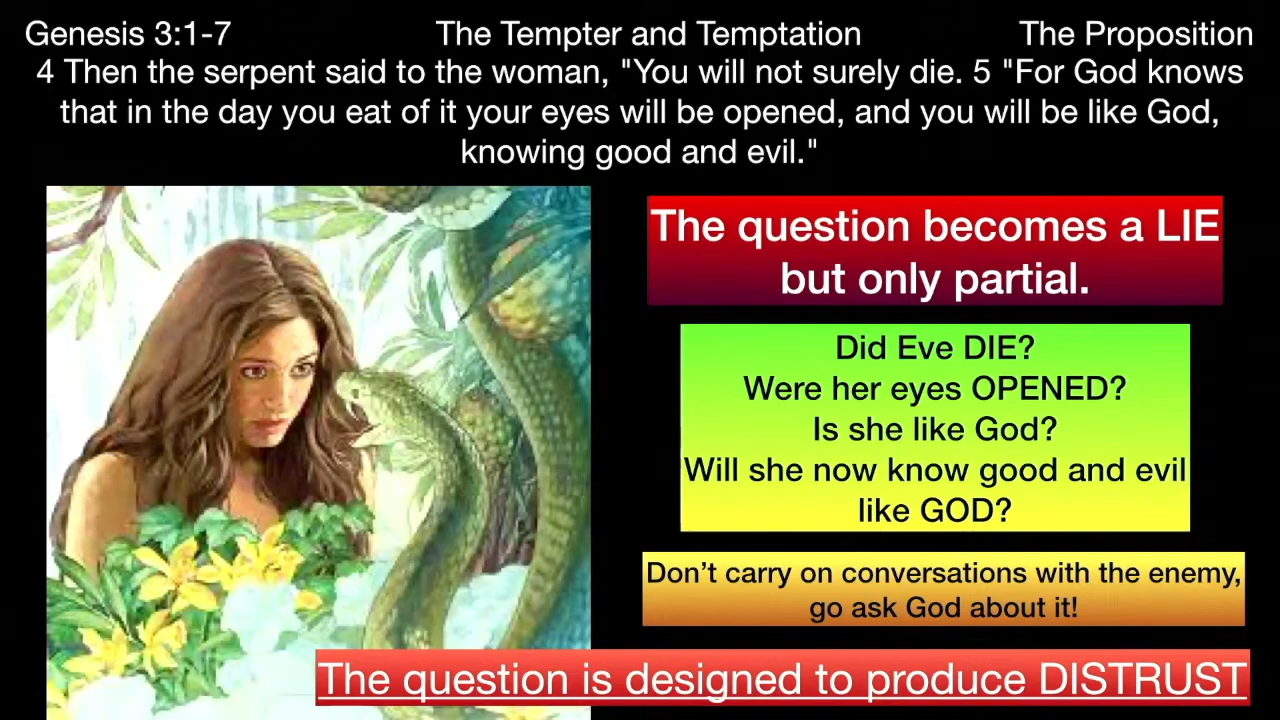 Genesis 3:1-7 The Tempter and Temptation The Proposition
4 Then the serpent said to the woman, "You will not surely die. 5 "For God knows
that in the day you eat of it your eyes will be opened, and you will be like God,
knowing good and evil."
The question becomes a LIE
but only partial.
Did Eve DIE?
Were her eyes OPENED?
Is she like God?
Will she now know good and evil
like GOD?
Don’t carry on conversations with the enemy,
go ask God about it!
The question is designed to produce DISTRUST